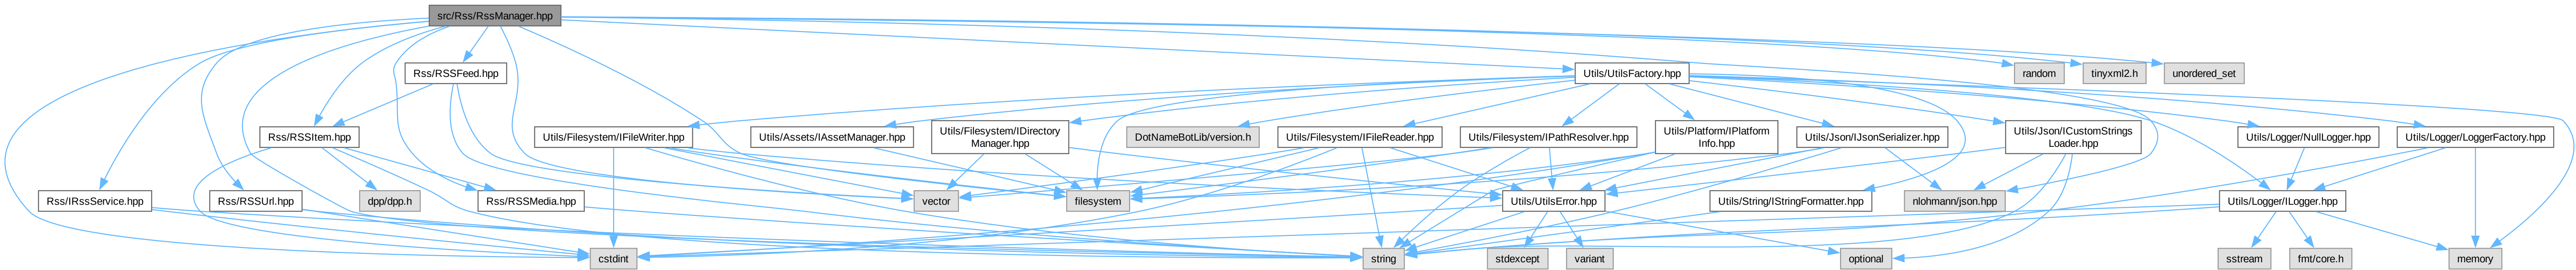 src/Rss/RssManager.hpp
Rss/RSSFeed.hpp
Utils/UtilsFactory.hpp
random
tinyxml2.h
unordered_set
Rss/RSSItem.hpp
Utils/Filesystem/IFileWriter.hpp
Utils/Assets/IAssetManager.hpp
Utils/Filesystem/IDirectory
Manager.hpp
DotNameBotLib/version.h
Utils/Filesystem/IFileReader.hpp
Utils/Filesystem/IPathResolver.hpp
Utils/Platform/IPlatform
Info.hpp
Utils/Json/IJsonSerializer.hpp
Utils/Json/ICustomStrings
Loader.hpp
Utils/Logger/NullLogger.hpp
Utils/Logger/LoggerFactory.hpp
Rss/IRssService.hpp
Rss/RSSUrl.hpp
dpp/dpp.h
Rss/RSSMedia.hpp
vector
filesystem
Utils/UtilsError.hpp
Utils/String/IStringFormatter.hpp
nlohmann/json.hpp
Utils/Logger/ILogger.hpp
cstdint
string
stdexcept
variant
optional
sstream
fmt/core.h
memory